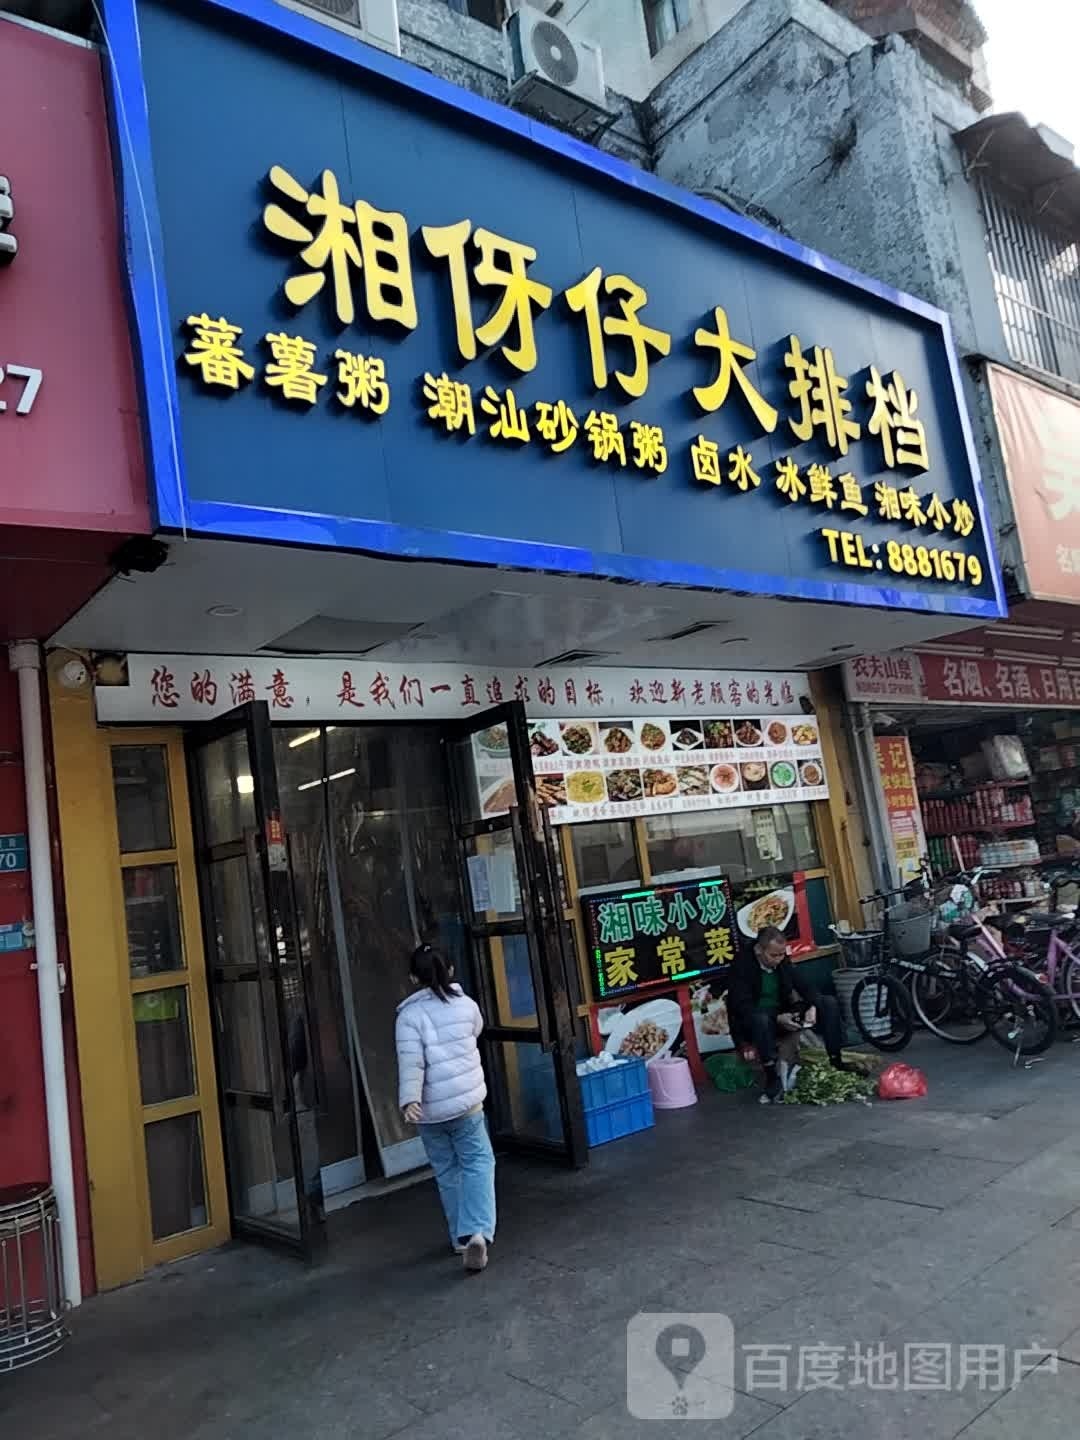 湘伢仔大排档
蕃薯粥 潮汕砂锅粥 卤水 冰鲜鱼 湘味小炒
TEL: 8881679
27
您的满意，是我们一直追求的目标，欢迎新老顾客的光临
农夫山泉
NONGFU SPRING
名烟、名酒、日用百
湘味小炒
家常菜
70
百度地图用户